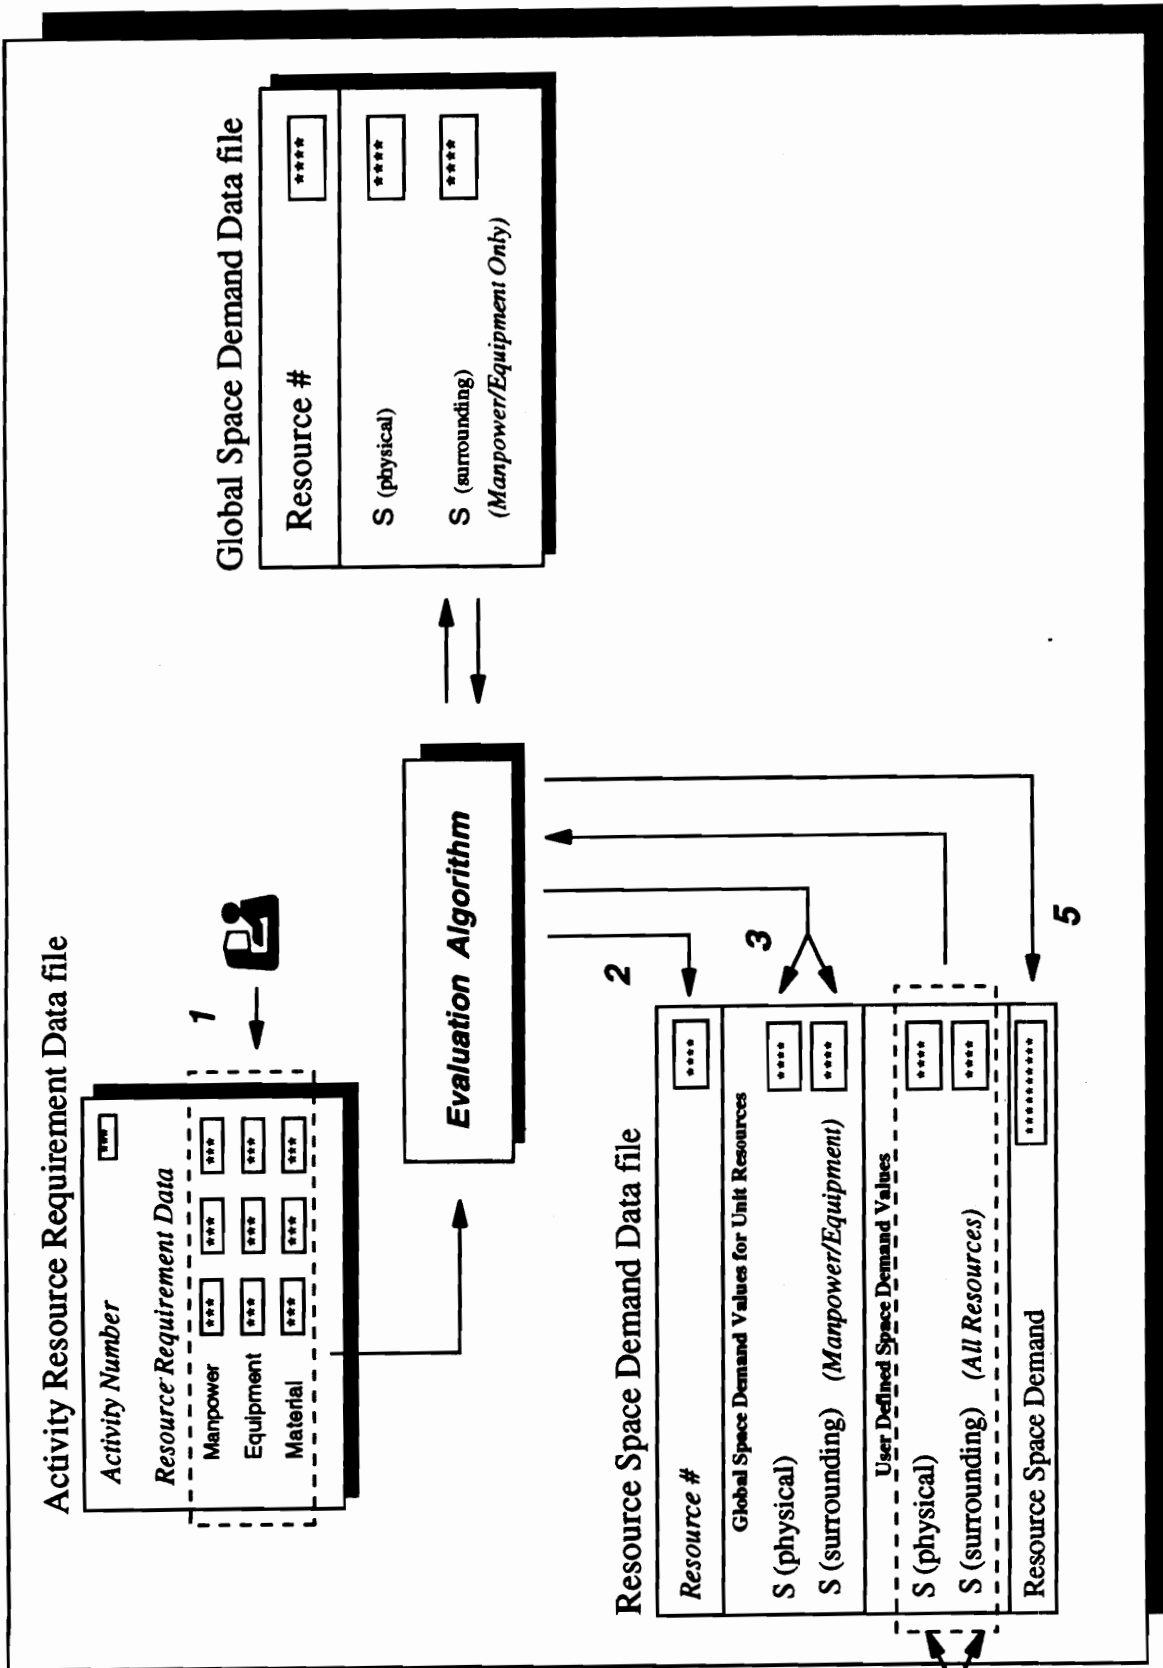 Activity Resource Requirement Data file
Activity Number
***
Resource Requirement Data
Manpower
***
***
***
Equipment
***
***
***
Material
***
***
***
1
Global Space Demand Data file
Resource #
****
S (physical)
****
S (surrounding)
****
(Manpower/Equipment Only)
Evaluation Algorithm
2
3
5
Resource Space Demand Data file
Resource #
****
Global Space Demand Values for Unit Resources
S (physical)
****
S (surrounding) (Manpower/Equipment)
****
User Defined Space Demand Values
S (physical)
****
S (surrounding) (All Resources)
****
Resource Space Demand
**********